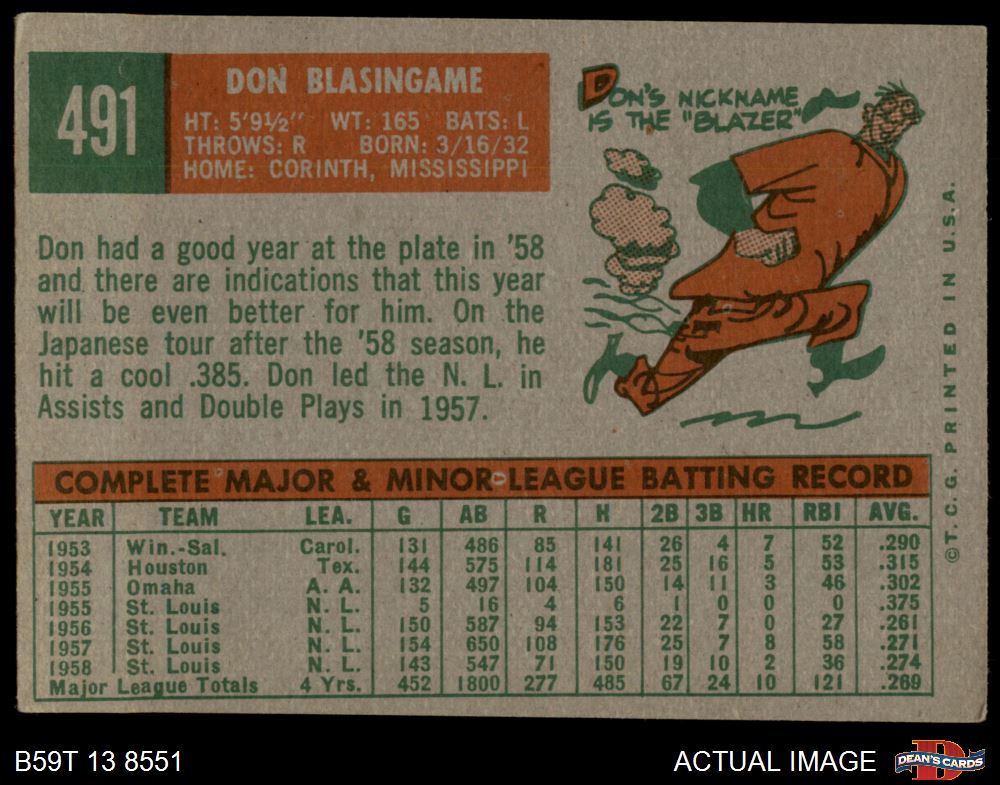 491
DON BLASINGAME
HT: 5'9½" WT: 165 BATS: L
THROWS: R BORN: 3/16/32
HOME: CORINTH, MISSISSIPPI
DON'S NICKNAME
IS THE "BLAZER"
Don had a good year at the plate in '58
and there are indications that this year
will be even better for him. On the
Japanese tour after the '58 season, he
hit a cool .385. Don led the N. L. in
Assists and Double Plays in 1957.
COMPLETE MAJOR & MINOR LEAGUE BATTING RECORD
YEAR TEAM LEA. G AB R H 2B 3B HR RBI AVG.
1953 Win.-Sal. Carol. 131 486 85 141 26 4 7 52 .290
1954 Houston Tex. 144 575 114 181 25 16 5 53 .315
1955 Omaha A. A. 132 497 104 150 14 11 3 46 .302
1955 St. Louis N. L. 5 16 4 6 1 0 0 0 .375
1956 St. Louis N. L. 150 587 94 153 22 7 0 27 .261
1957 St. Louis N. L. 154 650 108 176 25 7 8 58 .271
1958 St. Louis N. L. 143 547 71 150 19 10 2 36 .274
Major League Totals 4 Yrs. 452 1800 277 485 67 24 10 121 .269
©T. C. G. PRINTED IN U. S. A.
B59T 13 8551
ACTUAL IMAGE
DEAN'S CARDS